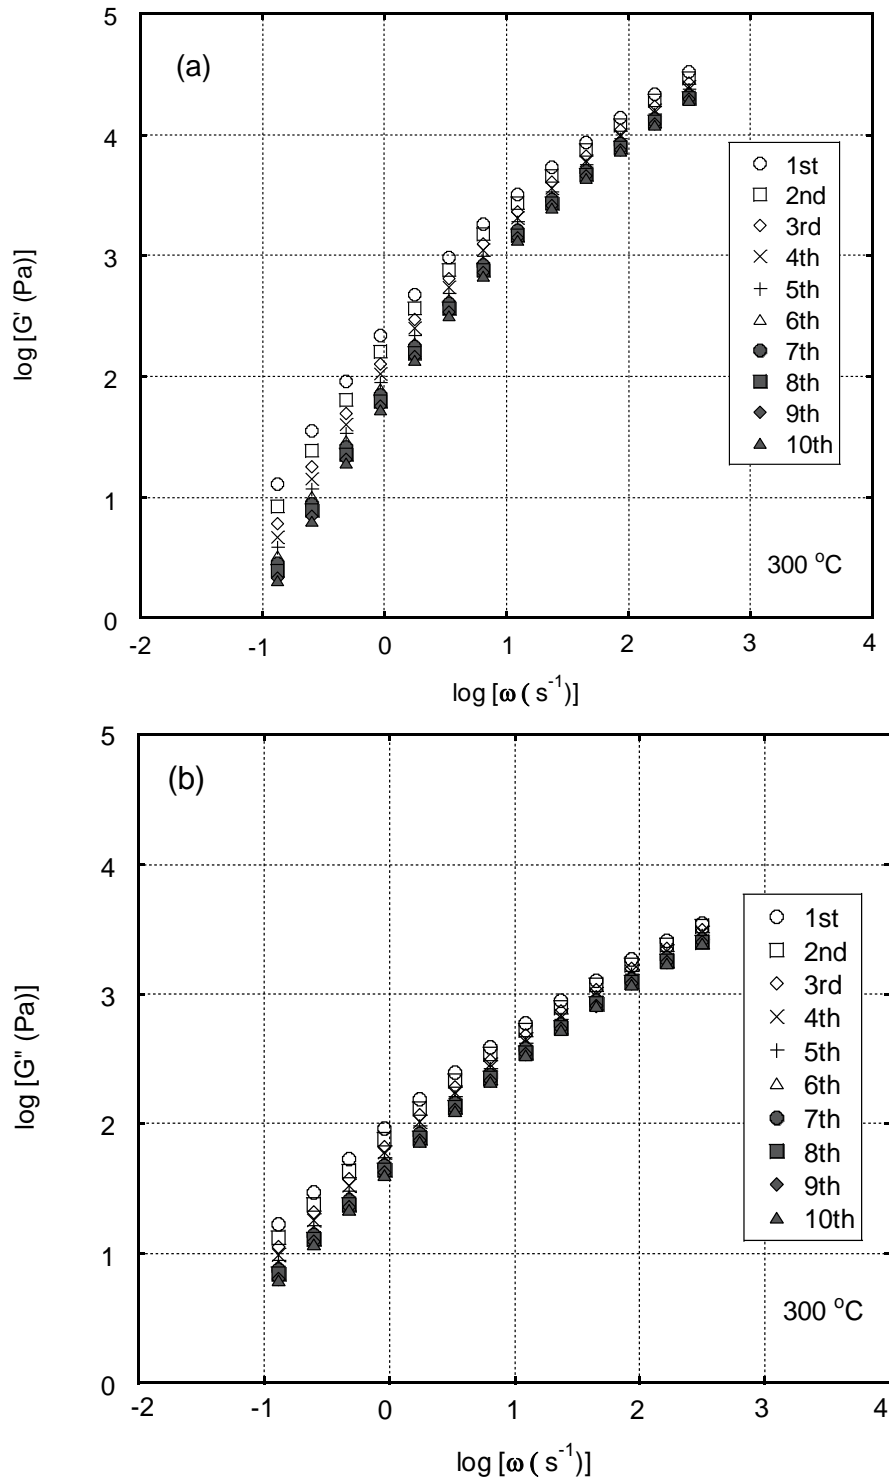 (a)
5
4
3
2
1
0
log [G' (Pa)]
1st
2nd
3rd
4th
5th
6th
7th
8th
9th
10th
300 °C
-2 -1 0 1 2 3 4
log [ω ( s⁻¹)]
(b)
5
4
3
2
1
0
log [G" (Pa)]
1st
2nd
3rd
4th
5th
6th
7th
8th
9th
10th
300 °C
-2 -1 0 1 2 3 4
log [ω ( s⁻¹)]